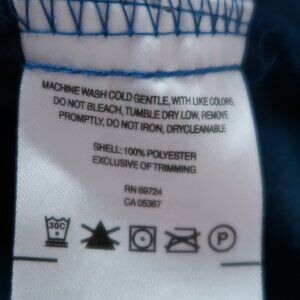 MACHINE WASH COLD GENTLE, WITH LIKE COLORS,
DO NOT BLEACH, TUMBLE DRY LOW, REMOVE
PROMPTLY, DO NOT IRON, DRYCLEANABLE
SHELL: 100% POLYESTER
EXCLUSIVE OF TRIMMING
RN 69724
CA 05367
30C P